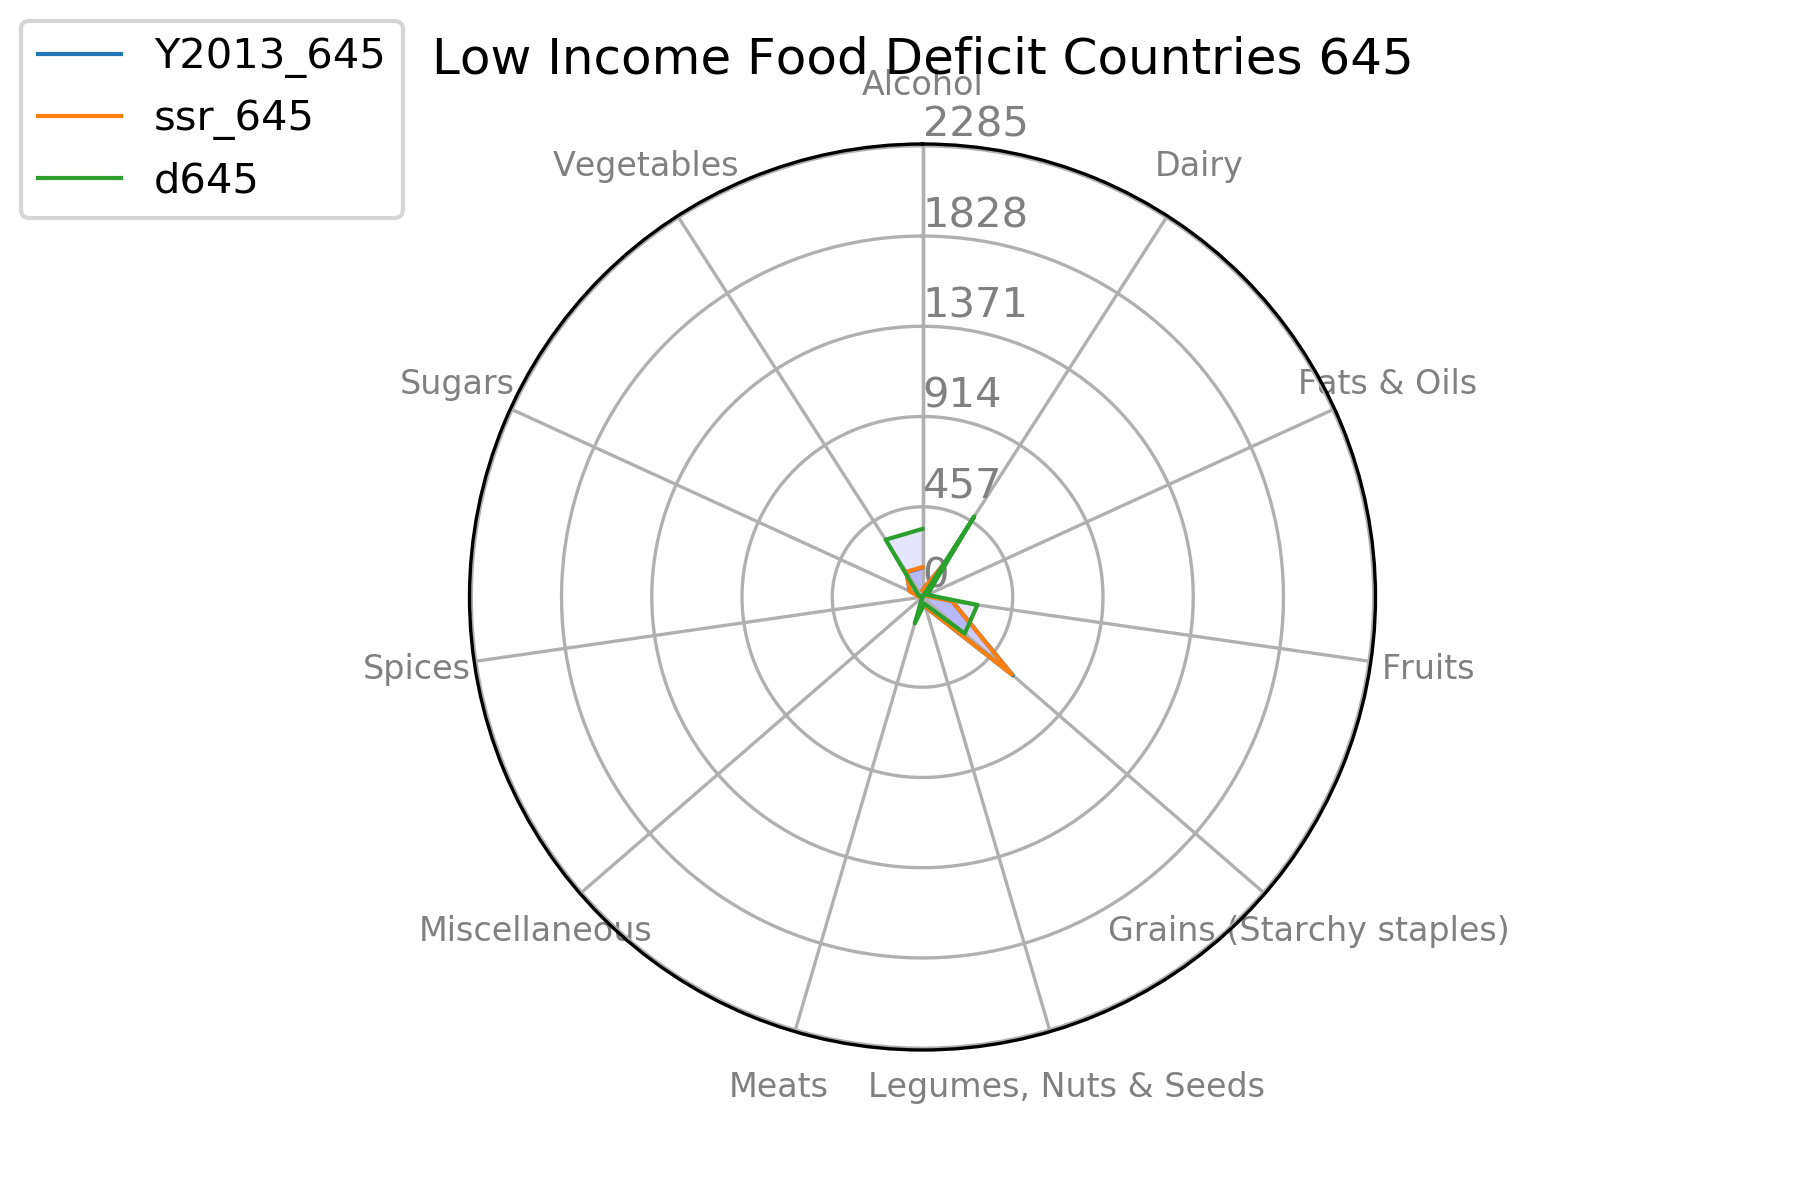 Y2013_645
ssr_645
d645
Low Income Food Deficit Countries 645
Alcohol
2285
Vegetables
Dairy
1828
1371
Sugars
Fats & Oils
914
457
0
Spices
Fruits
Miscellaneous
Grains (Starchy staples)
Meats
Legumes, Nuts & Seeds